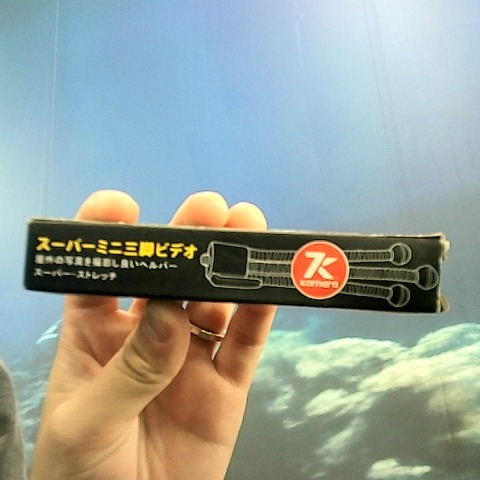 スーパーミニ三脚ビデオ
屋外の写真を撮影し良いヘルパー
スーパー・ストレッチ
7K
Kamera